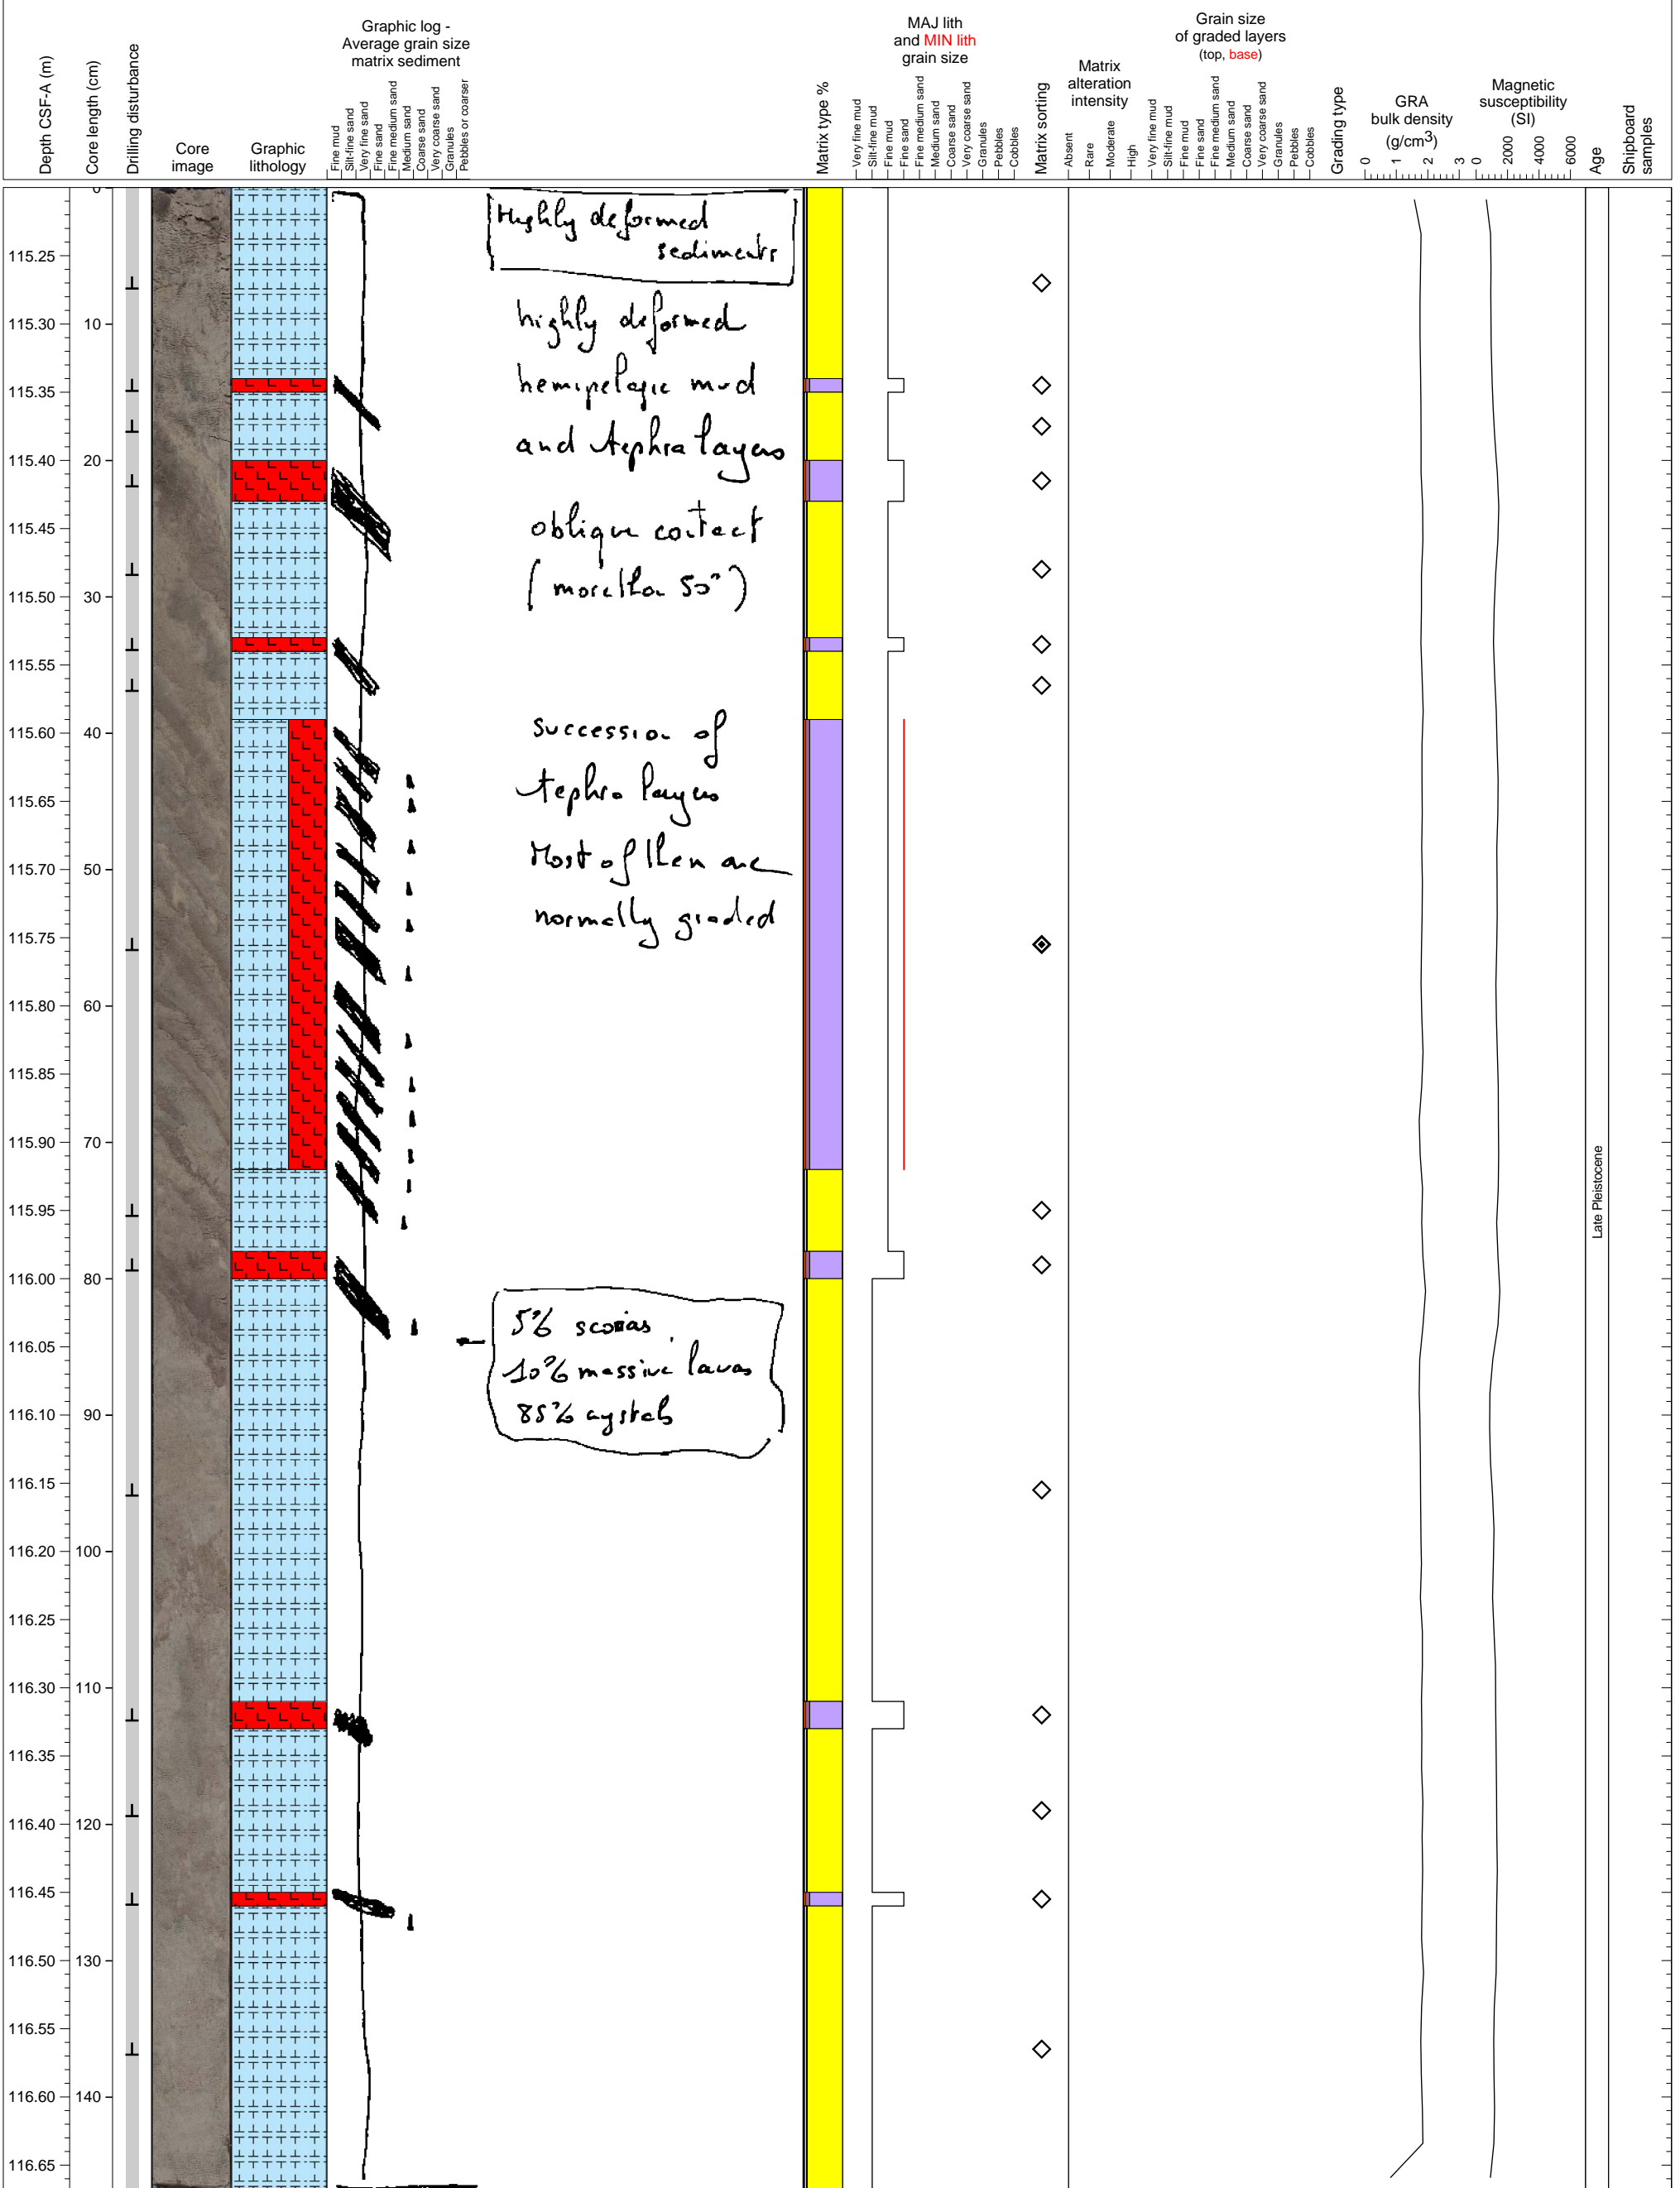 Depth CSF-A (m)
Core length (cm)
Drilling disturbance
Core
image
Graphic
lithology
Graphic log -
Average grain size
matrix sediment
Fine mud
Silt-fine sand
Very fine sand
Fine sand
Fine medium sand
Medium sand
Coarse sand
Very coarse sand
Granules
Pebbles or coarser
Matrix type %
MAJ lith
and MIN lith
grain size
Very fine mud
Silt-fine mud
Fine mud
Fine sand
Fine medium sand
Medium sand
Coarse sand
Very coarse sand
Granules
Pebbles
Cobbles
Matrix sorting
Matrix
alteration
intensity
Absent
Rare
Moderate
High
Grain size
of graded layers
(top, base)
Very fine mud
Silt-fine mud
Fine mud
Fine sand
Fine medium sand
Medium sand
Coarse sand
Very coarse sand
Granules
Pebbles
Cobbles
Grading type
GRA
bulk density
(g/cm3)
0 1 2 3
Magnetic
susceptibility
(SI)
0 2000 4000 6000
Age
Shipboard
samples
0
115.25
115.30 10
115.35
115.40 20
115.45
115.50 30
115.55
115.60 40
115.65
115.70 50
115.75
115.80 60
115.85
115.90 70
115.95
116.00 80
116.05
116.10 90
116.15
116.20 100
116.25
116.30 110
116.35
116.40 120
116.45
116.50 130
116.55
116.60 140
116.65
Highly deformed
sediments
highly deformed
hemipelagic mud
and tephra layers
oblique contact
( more than 50°)
succession of
tephra layers
Most of them are
normally graded
5% scorias
10% massive lavas
85% crystals
Late Pleistocene